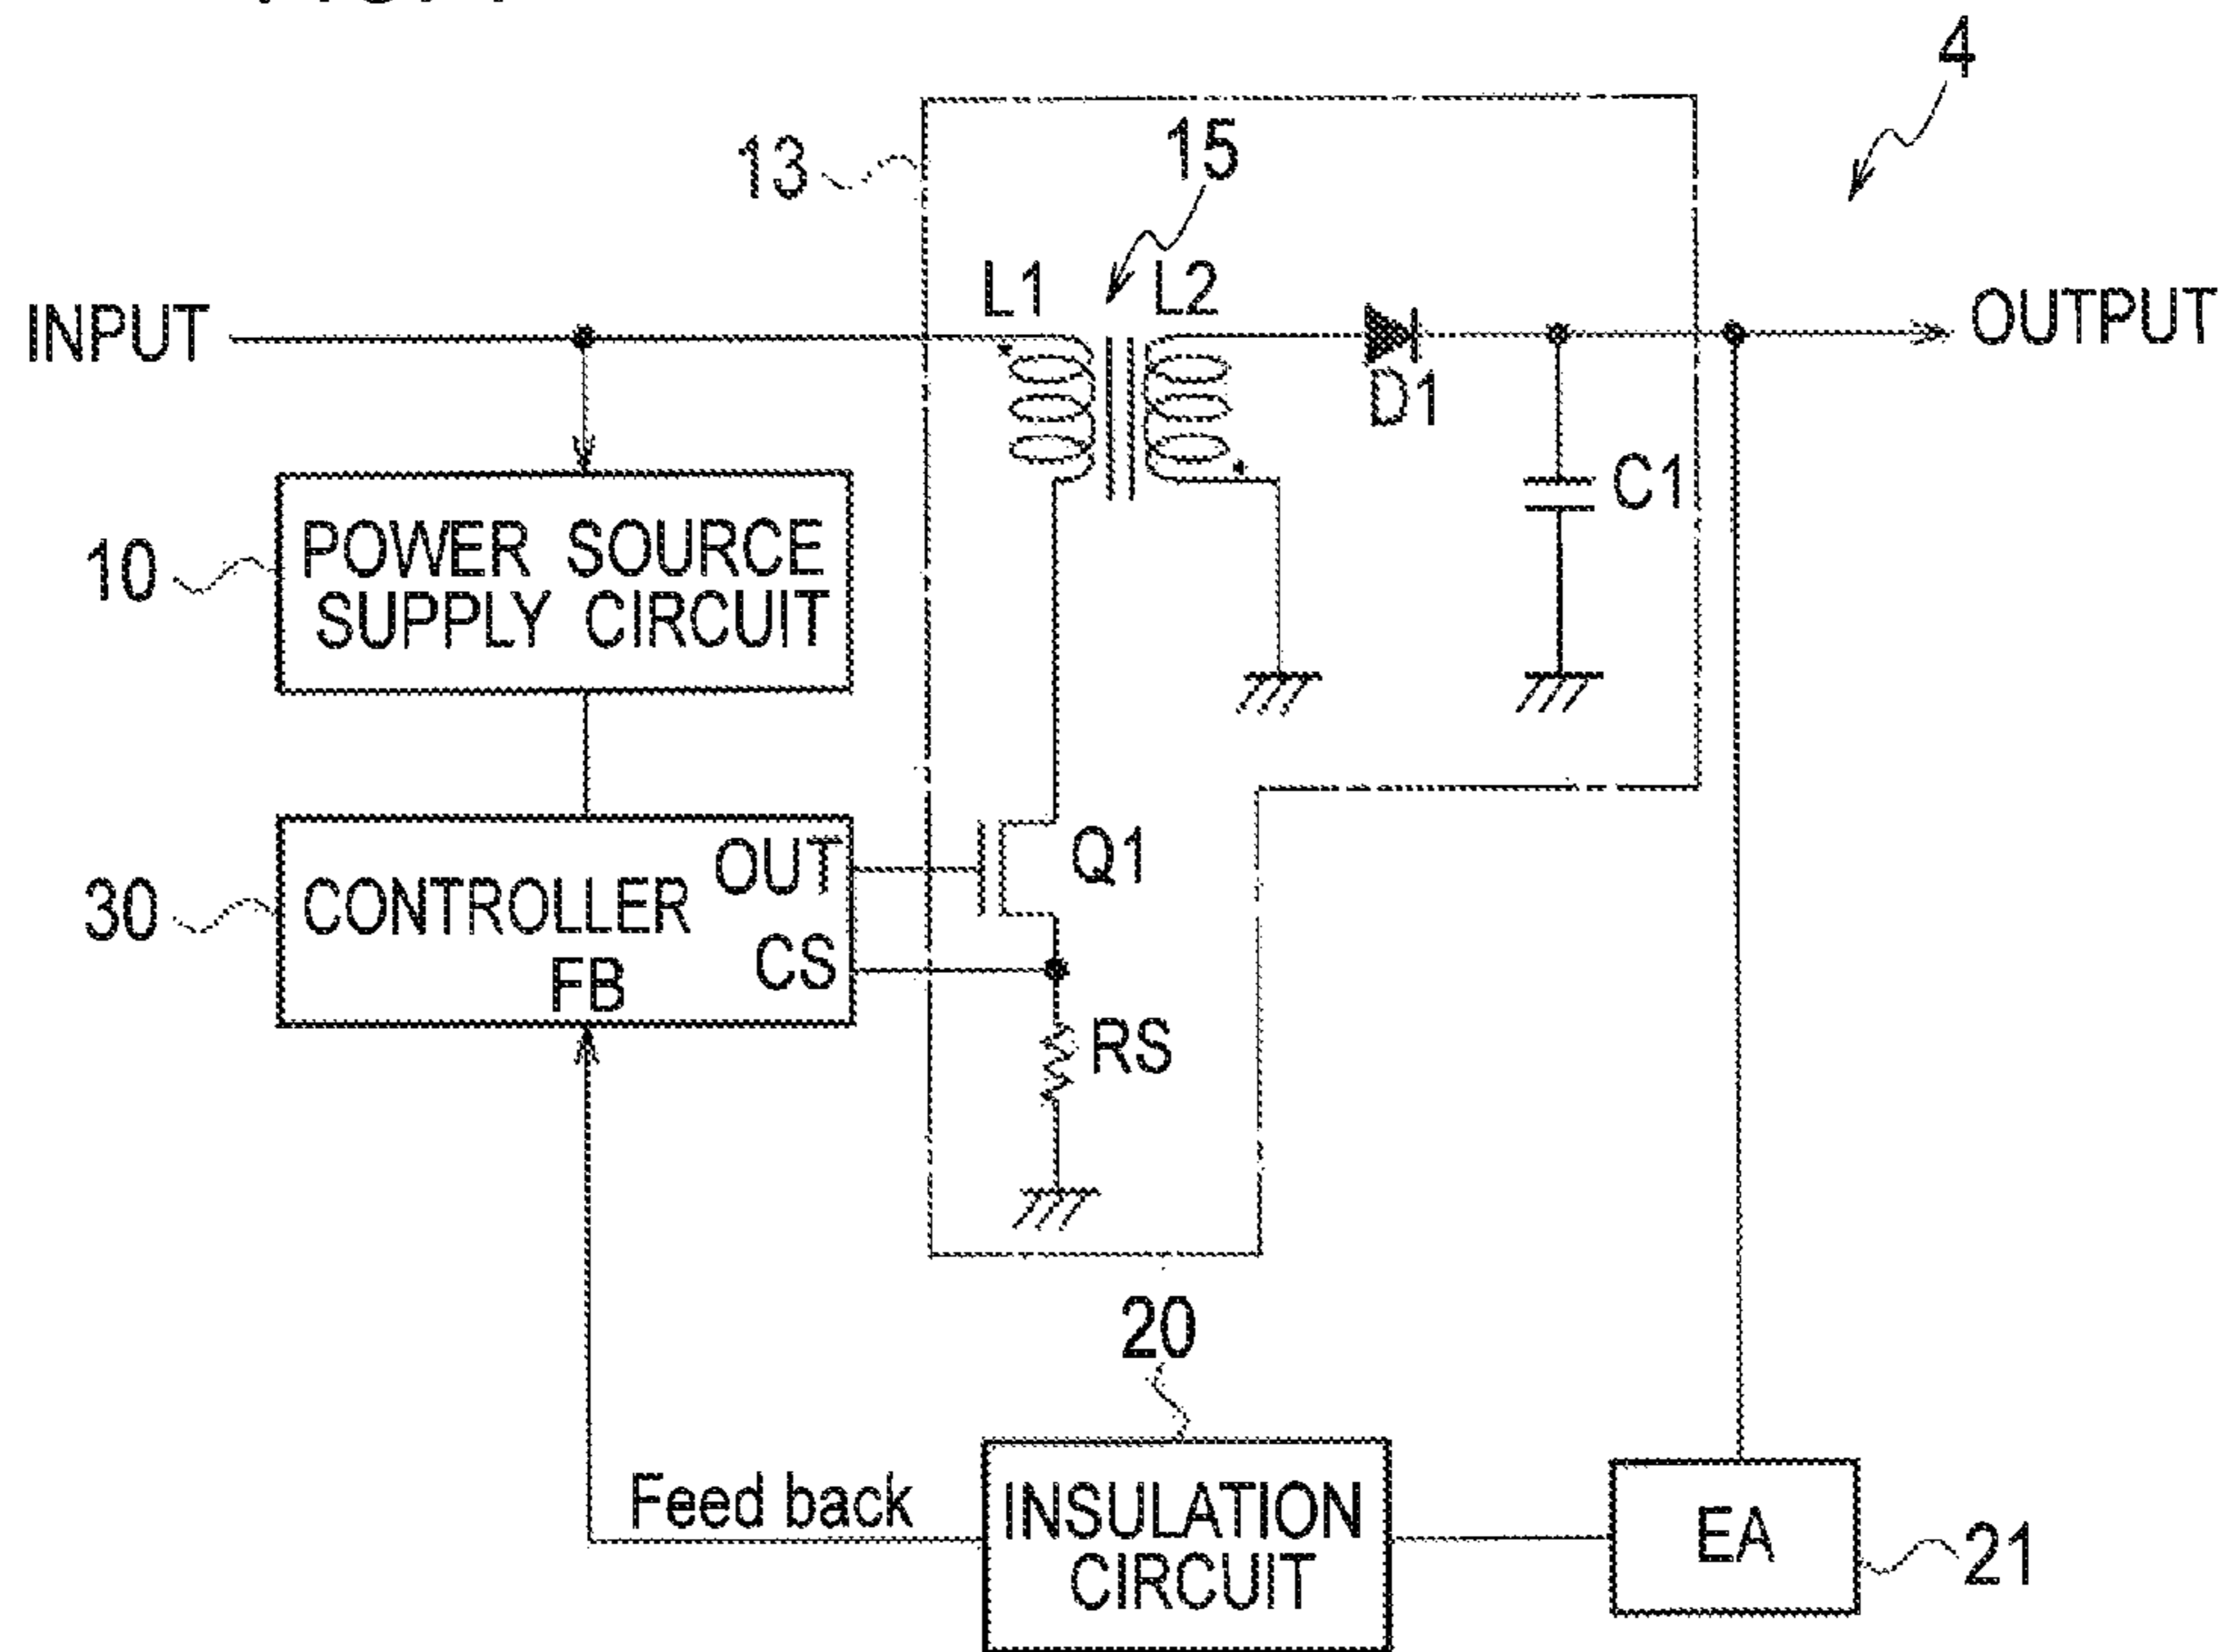 4
13
15
L1
L2
INPUT
OUTPUT
D1
C1
10
POWER SOURCE
SUPPLY CIRCUIT
OUT
Q1
30
CONTROLLER
CS
FB
RS
20
Feed back
INSULATION
CIRCUIT
EA
21